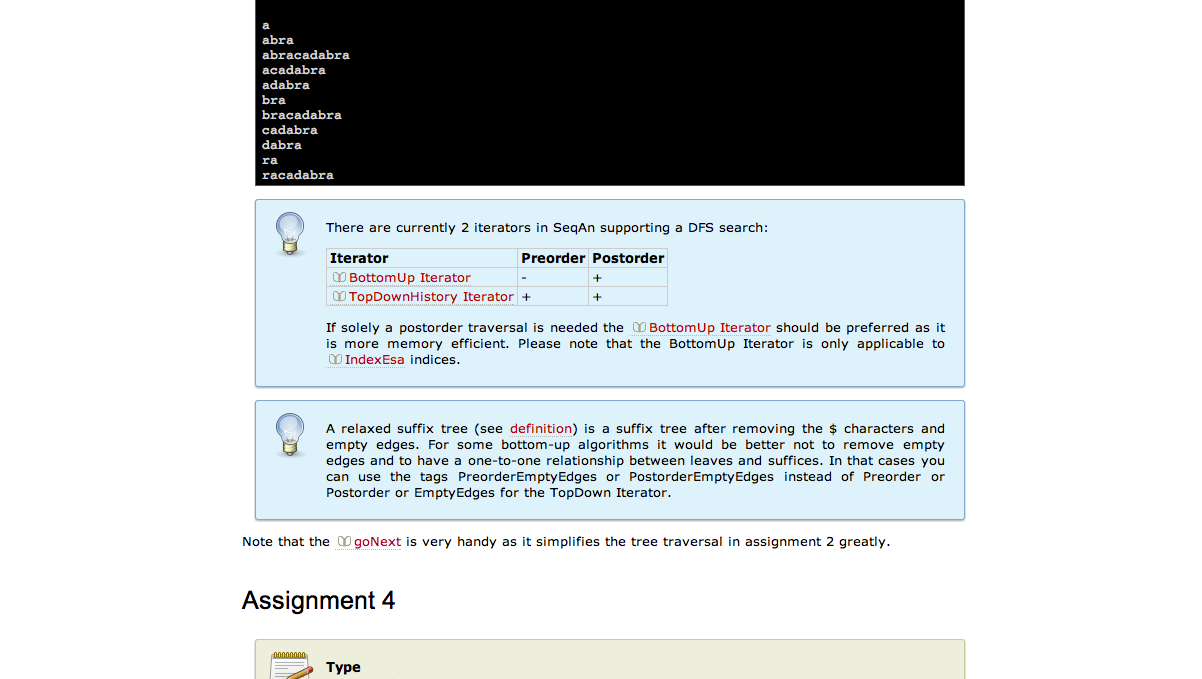 a
abra
abracadabra
acadabra
adabra
bra
bracadabra
cadabra
dabra
ra
racadabra
There are currently 2 iterators in SeqAn supporting a DFS search:
Iterator Preorder Postorder
BottomUp Iterator - +
TopDownHistory Iterator + +
If solely a postorder traversal is needed the BottomUp Iterator should be preferred as it
is more memory efficient. Please note that the BottomUp Iterator is only applicable to
IndexEsa indices.
A relaxed suffix tree (see definition) is a suffix tree after removing the $ characters and
empty edges. For some bottom-up algorithms it would be better not to remove empty
edges and to have a one-to-one relationship between leaves and suffices. In that cases you
can use the tags PreorderEmptyEdges or PostorderEmptyEdges instead of Preorder or
Postorder or EmptyEdges for the TopDown Iterator.
Note that the goNext is very handy as it simplifies the tree traversal in assignment 2 greatly.
Assignment 4
Type